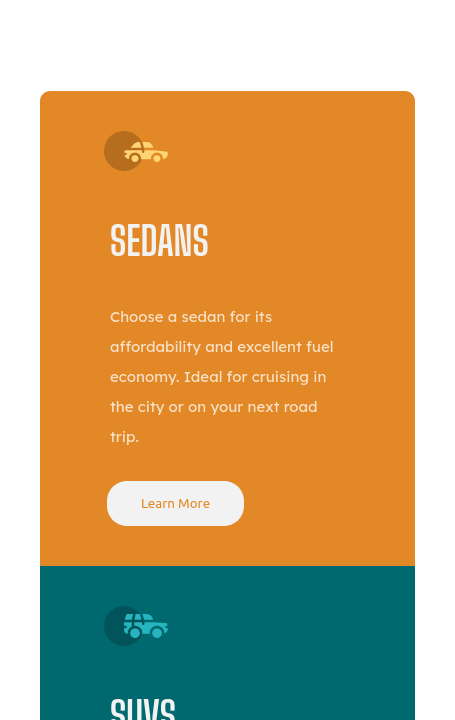 SEDANS
Choose a sedan for its
affordability and excellent fuel
economy. Ideal for cruising in
the city or on your next road
trip.
Learn More
SUVS